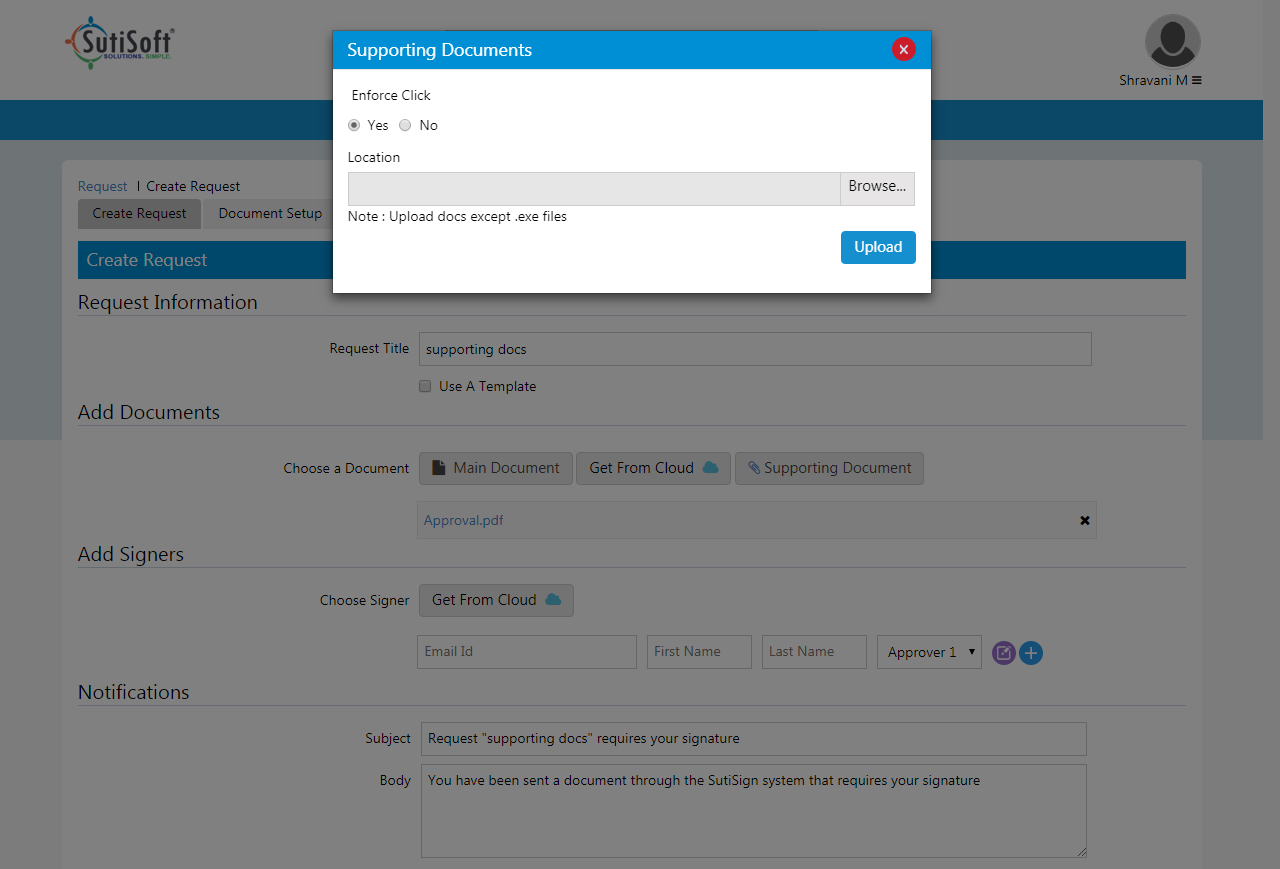 SutiSoft
SOLUTIONS. SIMPLE.
Shravani M
Supporting Documents
Enforce Click
Yes No
Location
Browse...
Note : Upload docs except .exe files
Upload
Request | Create Request
Create Request Document Setup
Create Request
Request Information
Request Title supporting docs
Use A Template
Add Documents
Choose a Document Main Document Get From Cloud Supporting Document
Approval.pdf
Add Signers
Choose Signer Get From Cloud
Email Id First Name Last Name Approver 1
Notifications
Subject Request "supporting docs" requires your signature
Body You have been sent a document through the SutiSign system that requires your signature